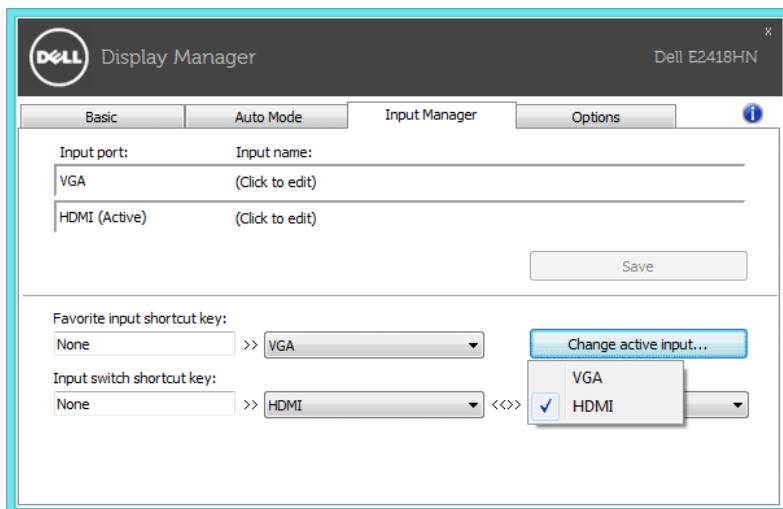 x
DELL Display Manager Dell E2418HN
Basic Auto Mode Input Manager Options i
Input port: Input name:
VGA (Click to edit)
HDMI (Active) (Click to edit)
Save
Favorite input shortcut key:
None >> VGA Change active input...
Input switch shortcut key:
VGA
None >> HDMI <<>> HDMI